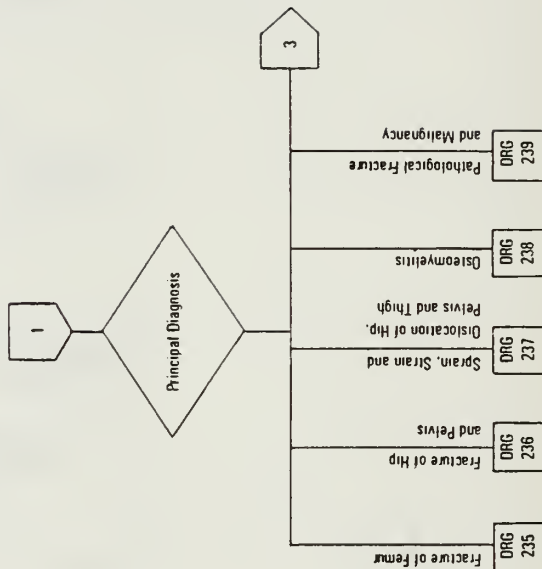 1
Principal Diagnosis
3
Fracture of Femur
DRG
235
Fracture of Hip
and Pelvis
DRG
236
Sprain, Strain and
Dislocation of Hip,
Pelvis and Thigh
DRG
237
Osteomyelitis
DRG
238
Pathological Fracture
and Malignancy
DRG
239